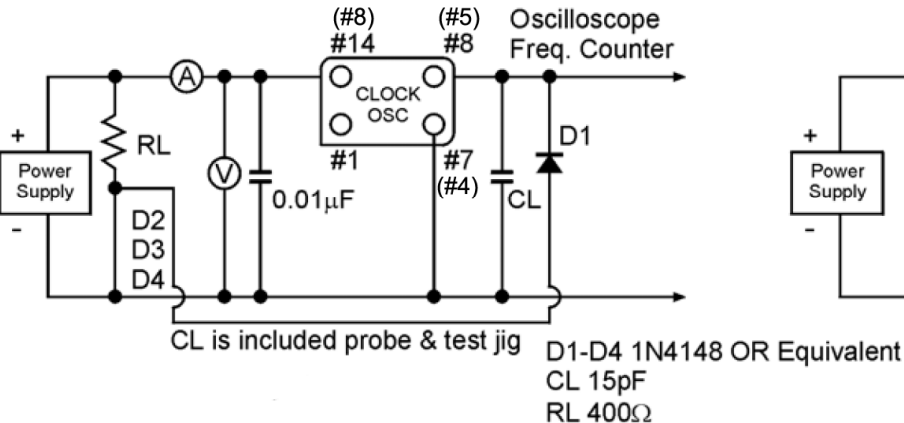 (#8)
(#5)
#14
#8
Oscilloscope
Freq. Counter
A
CLOCK
OSC
+
RL
D1
+
Power
Supply
V
#1
#7
(#4)
Power
Supply
-
0.01µF
CL
-
D2
D3
D4
CL is included probe & test jig
D1-D4 1N4148 OR Equivalent
CL 15pF
RL 400Ω